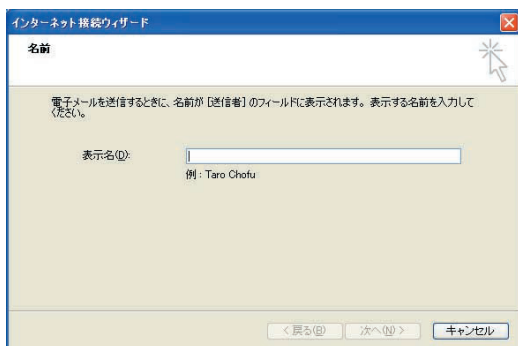 インターネット接続ウィザード
名前
電子メールを送信するときに、名前が [送信者] のフィールドに表示されます。表示する名前を入力して
ください。
表示名(D):
例 : Taro Chofu
< 戻る(B)
次へ(N) >
キャンセル